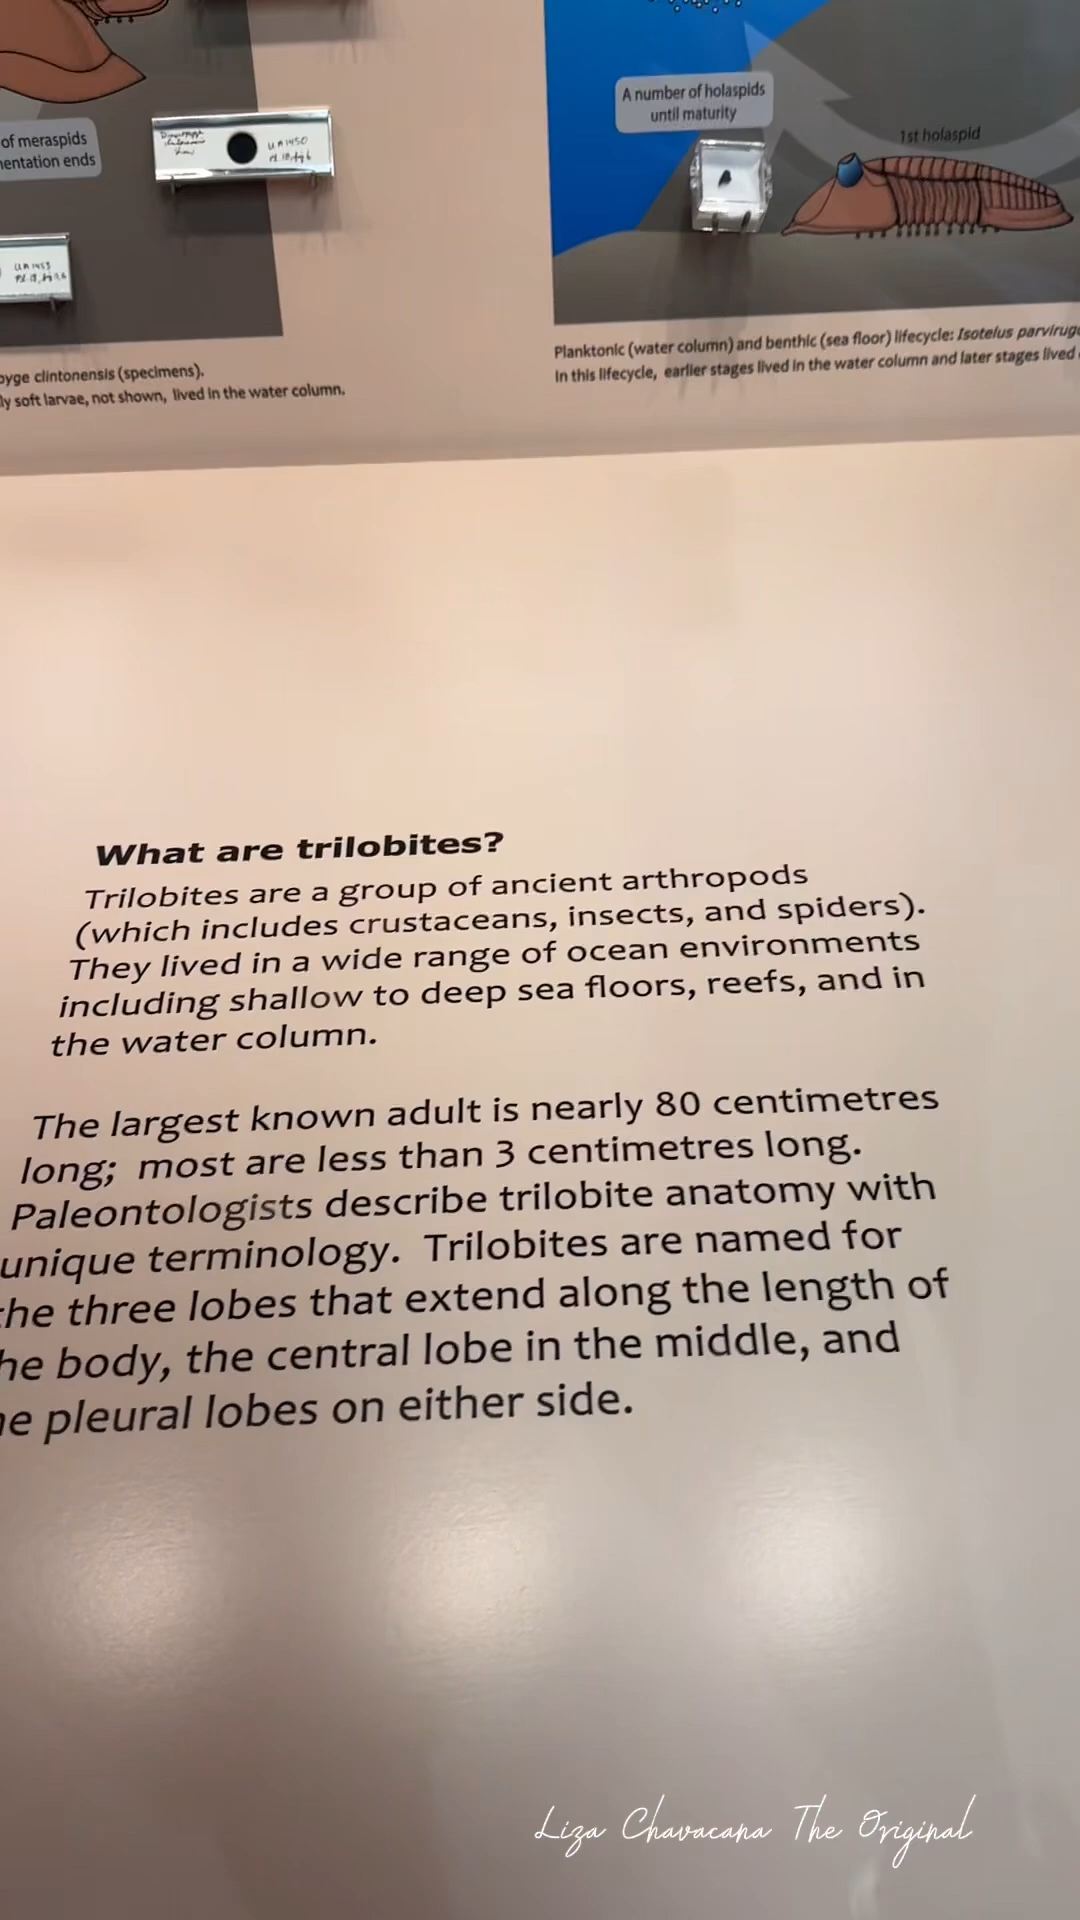 A number of holaspids
until maturity
1st holaspid
of meraspids
entation ends
UA1450
UA1453
Planktonic (water column) and benthic (sea floor) lifecycle: Isotelus parvirug
In this lifecycle, earlier stages lived in the water column and later stages lived
pyge clintonensis (specimens).
ly soft larvae, not shown, lived in the water column.
What are trilobites?
Trilobites are a group of ancient arthropods
(which includes crustaceans, insects, and spiders).
They lived in a wide range of ocean environments
including shallow to deep sea floors, reefs, and in
the water column.
The largest known adult is nearly 80 centimetres
long; most are less than 3 centimetres long.
Paleontologists describe trilobite anatomy with
unique terminology. Trilobites are named for
the three lobes that extend along the length of
he body, the central lobe in the middle, and
he pleural lobes on either side.
Liza Chavacana The Original